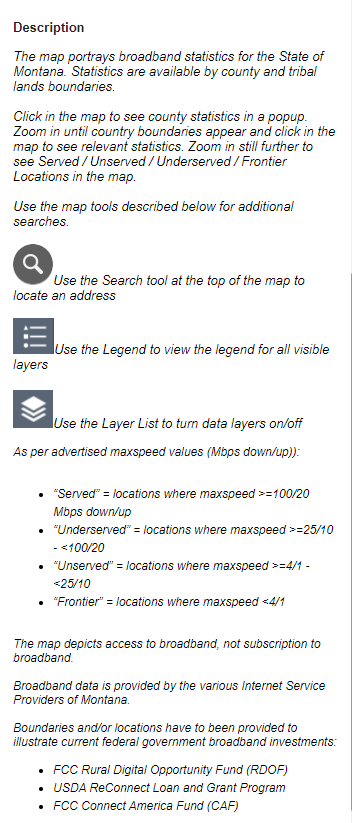 Description
The map portrays broadband statistics for the State of
Montana. Statistics are available by county and tribal
lands boundaries.
Click in the map to see county statistics in a popup.
Zoom in until country boundaries appear and click in the
map to see relevant statistics. Zoom in still further to
see Served / Unserved / Underserved / Frontier
Locations in the map.
Use the map tools described below for additional
searches.
Use the Search tool at the top of the map to
locate an address
Use the Legend to view the legend for all visible
layers
Use the Layer List to turn data layers on/off
As per advertised maxspeed values (Mbps down/up)):
• “Served” = locations where maxspeed >=100/20
Mbps down/up
• “Underserved” = locations where maxspeed >=25/10
- <100/20
• “Unserved” = locations where maxspeed >=4/1 -
<25/10
• “Frontier” = locations where maxspeed <4/1
The map depicts access to broadband, not subscription to
broadband.
Broadband data is provided by the various Internet Service
Providers of Montana.
Boundaries and/or locations have to been provided to
illustrate current federal government broadband investments:
• FCC Rural Digital Opportunity Fund (RDOF)
• USDA ReConnect Loan and Grant Program
• FCC Connect America Fund (CAF)